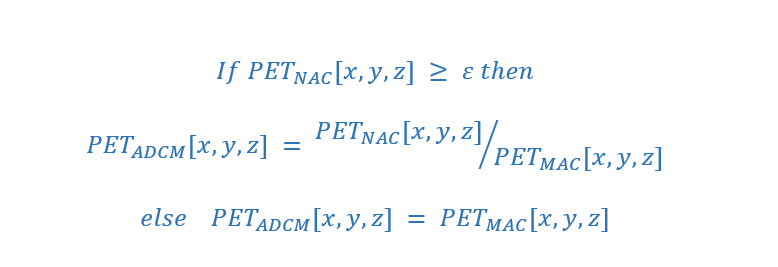 If PET_NAC[x, y, z] ≥ ε then
PET_ADCM[x, y, z] = PET_NAC[x, y, z]/PET_MAC[x, y, z]
else PET_ADCM[x, y, z] = PET_MAC[x, y, z]